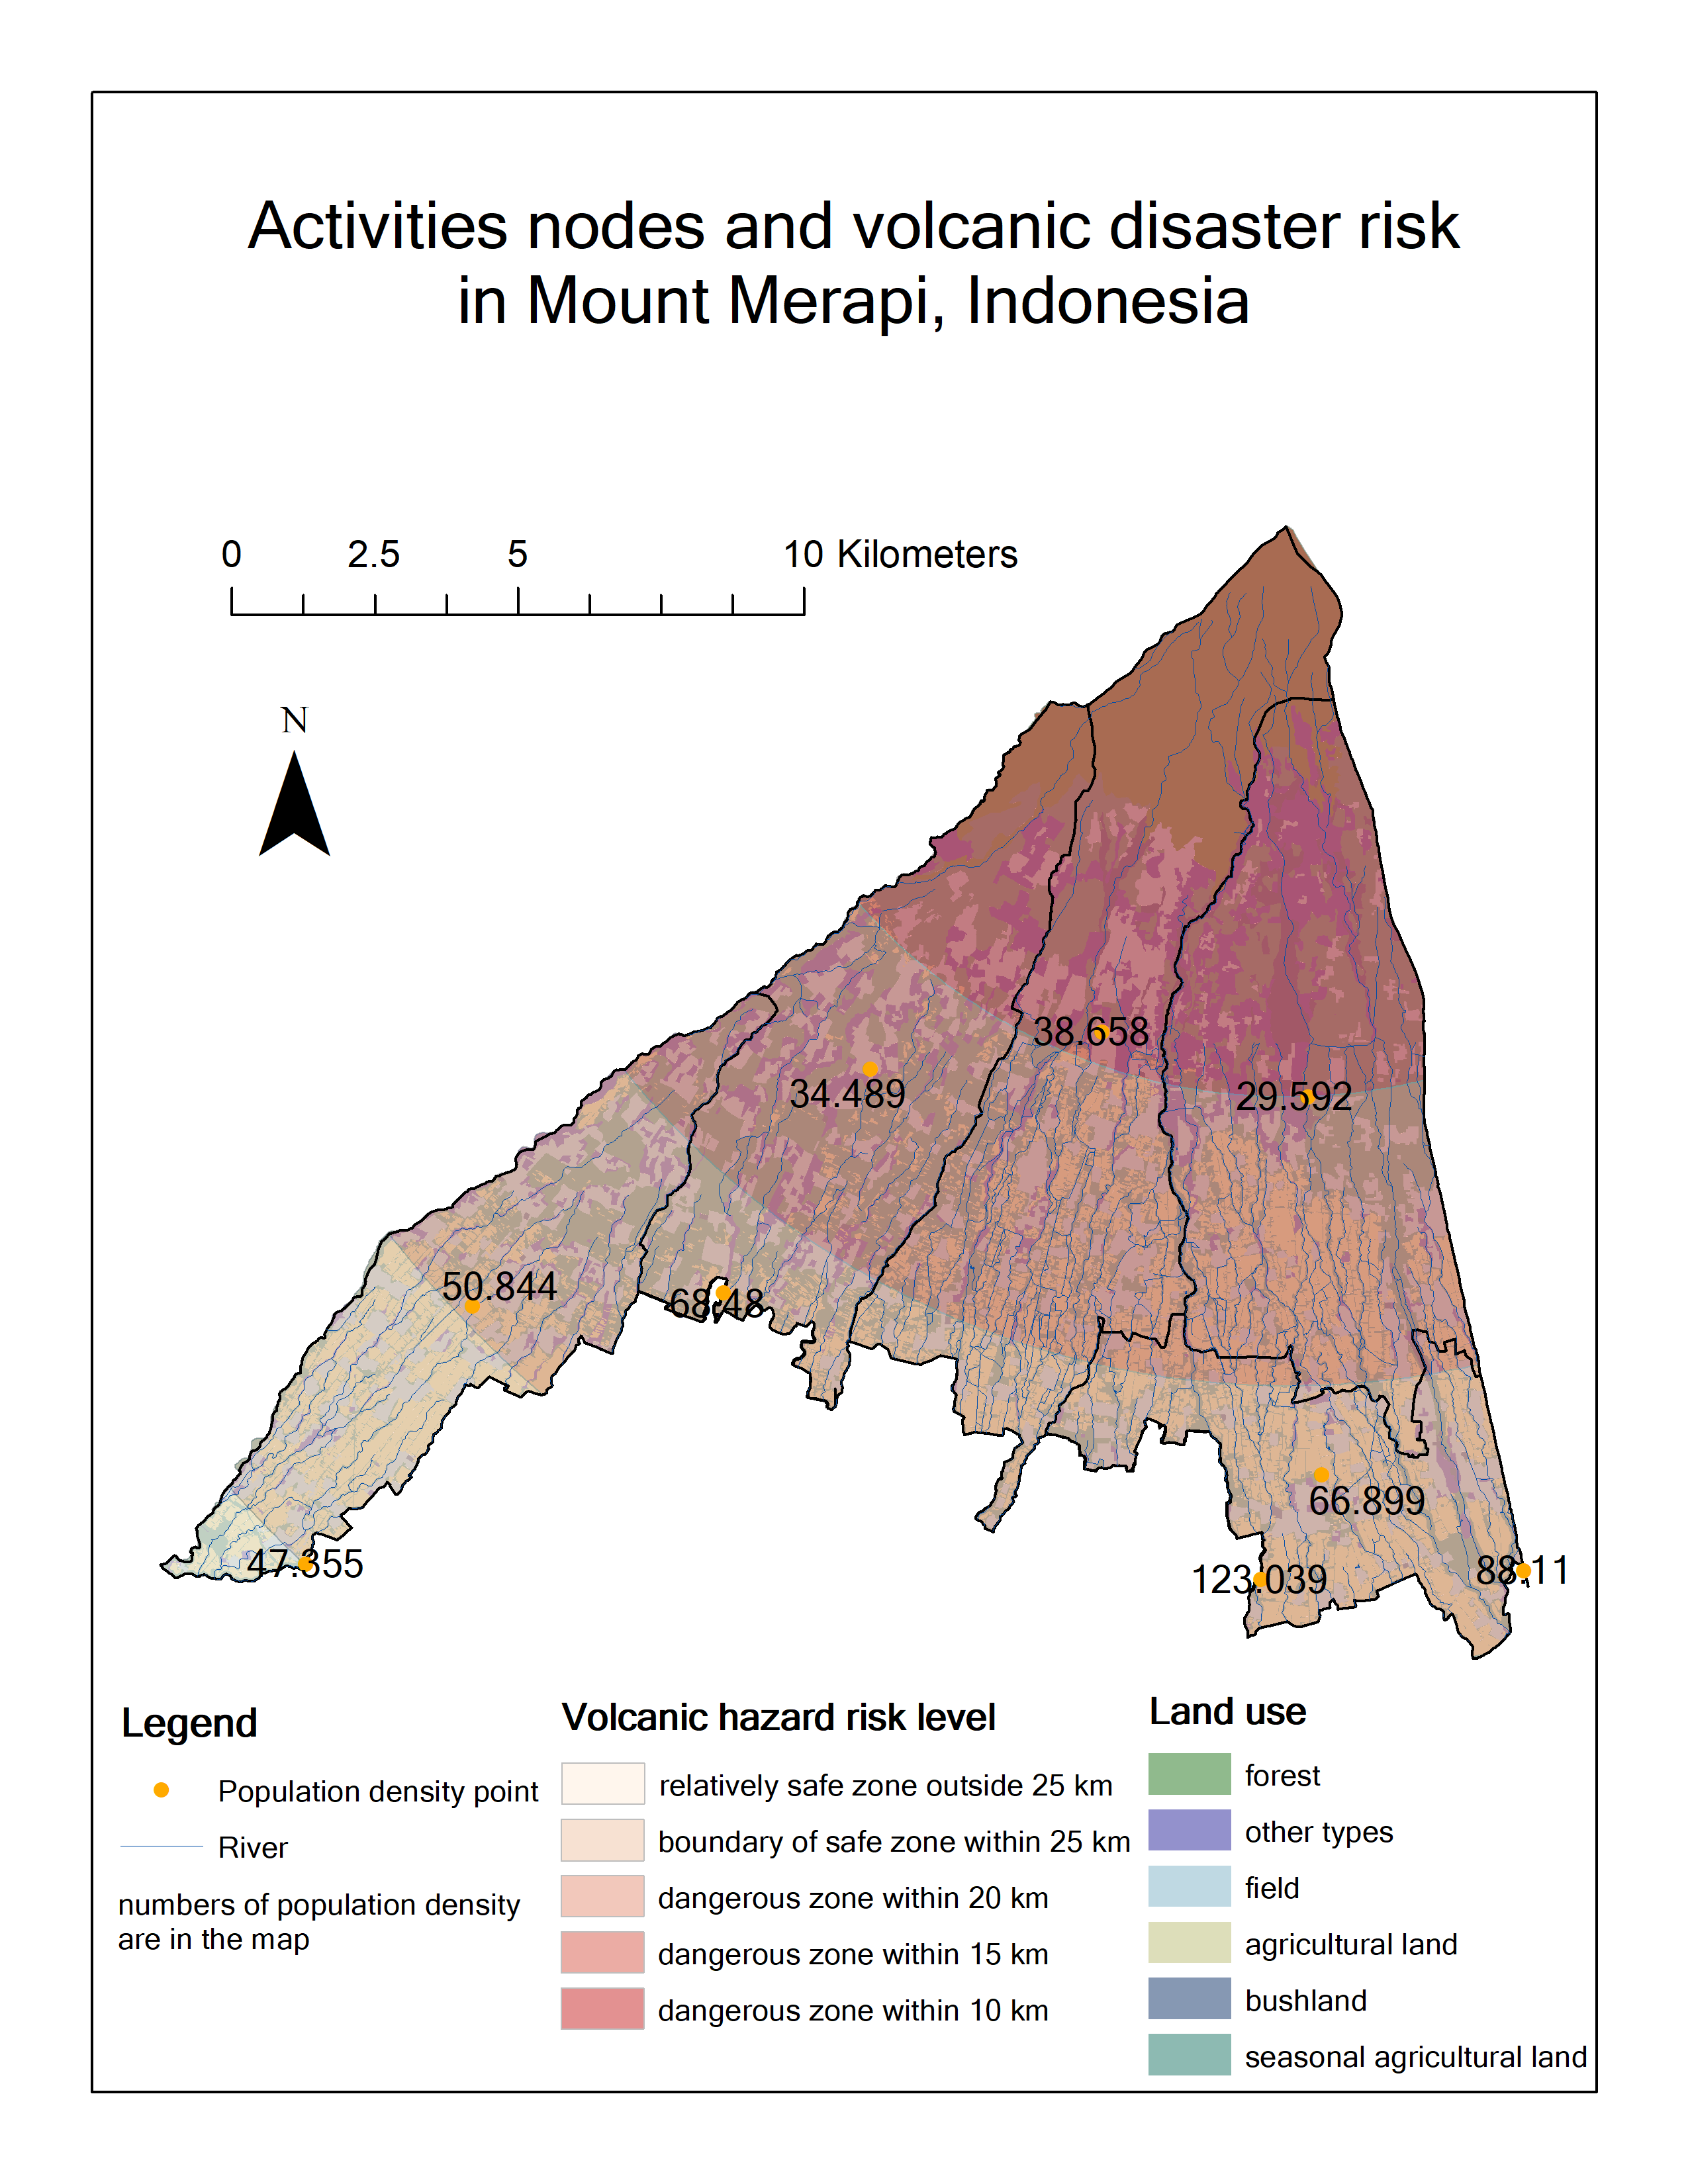 Activities nodes and volcanic disaster risk
in Mount Merapi, Indonesia
0 2.5 5 10 Kilometers
N
38.658
34.489
29.592
50.844
68.48
66.899
47.355
123.039
88.11
Legend
Population density point
River
numbers of population density
are in the map
Volcanic hazard risk level
relatively safe zone outside 25 km
boundary of safe zone within 25 km
dangerous zone within 20 km
dangerous zone within 15 km
dangerous zone within 10 km
Land use
forest
other types
field
agricultural land
bushland
seasonal agricultural land